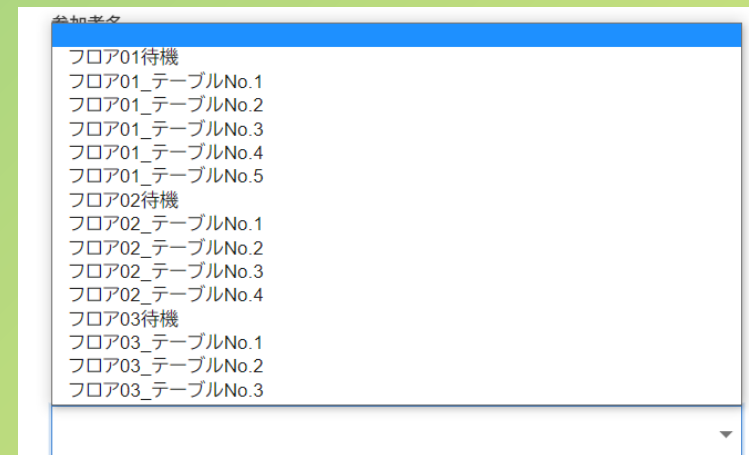 参加者名
フロア01待機
フロア01_テーブルNo.1
フロア01_テーブルNo.2
フロア01_テーブルNo.3
フロア01_テーブルNo.4
フロア01_テーブルNo.5
フロア02待機
フロア02_テーブルNo.1
フロア02_テーブルNo.2
フロア02_テーブルNo.3
フロア02_テーブルNo.4
フロア03待機
フロア03_テーブルNo.1
フロア03_テーブルNo.2
フロア03_テーブルNo.3